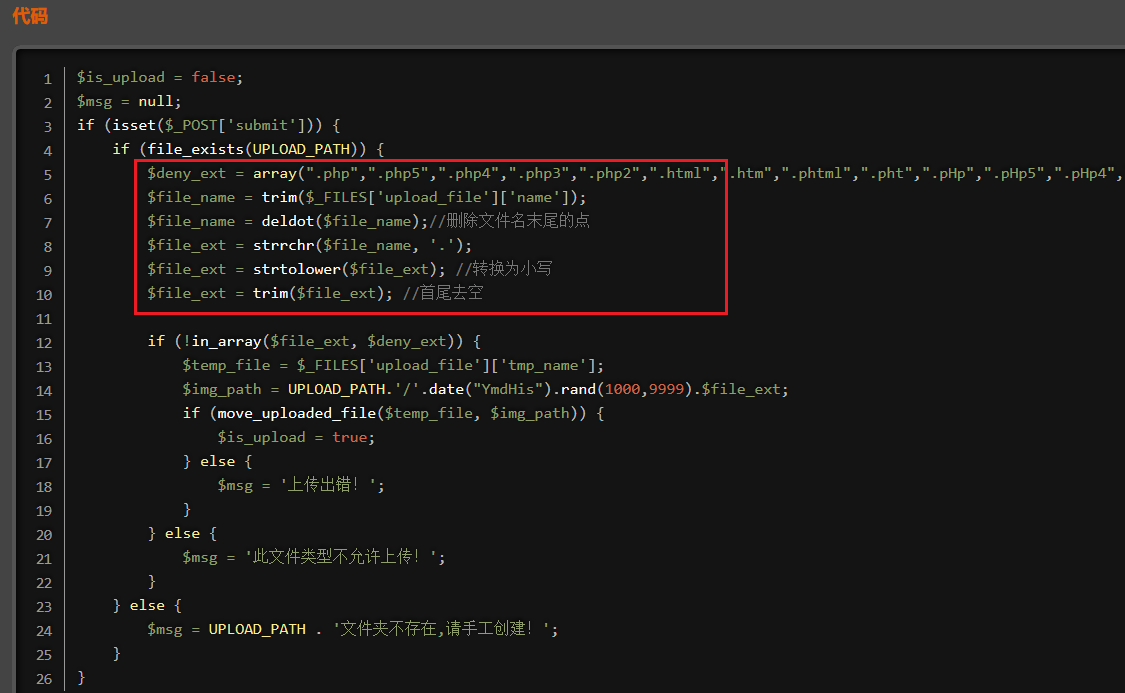 代码
1 $is_upload = false;
2 $msg = null;
3 if (isset($_POST['submit'])) {
4     if (file_exists(UPLOAD_PATH)) {
5         $deny_ext = array(".php",".php5",".php4",".php3",".php2",".html",".htm",".phtml",".pht",".pHp",".pHp5",".pHp4",
6         $file_name = trim($_FILES['upload_file']['name']);
7         $file_name = deldot($file_name);//删除文件名末尾的点
8         $file_ext = strrchr($file_name, '.');
9         $file_ext = strtolower($file_ext); //转换为小写
10         $file_ext = trim($file_ext); //首尾去空
11
12         if (!in_array($file_ext, $deny_ext)) {
13             $temp_file = $_FILES['upload_file']['tmp_name'];
14             $img_path = UPLOAD_PATH.'/'.date("YmdHis").rand(1000,9999).$file_ext;
15             if (move_uploaded_file($temp_file, $img_path)) {
16                 $is_upload = true;
17             } else {
18                 $msg = '上传出错！';
19             }
20         } else {
21             $msg = '此文件类型不允许上传！';
22         }
23     } else {
24         $msg = UPLOAD_PATH . '文件夹不存在,请手工创建！';
25     }
26 }